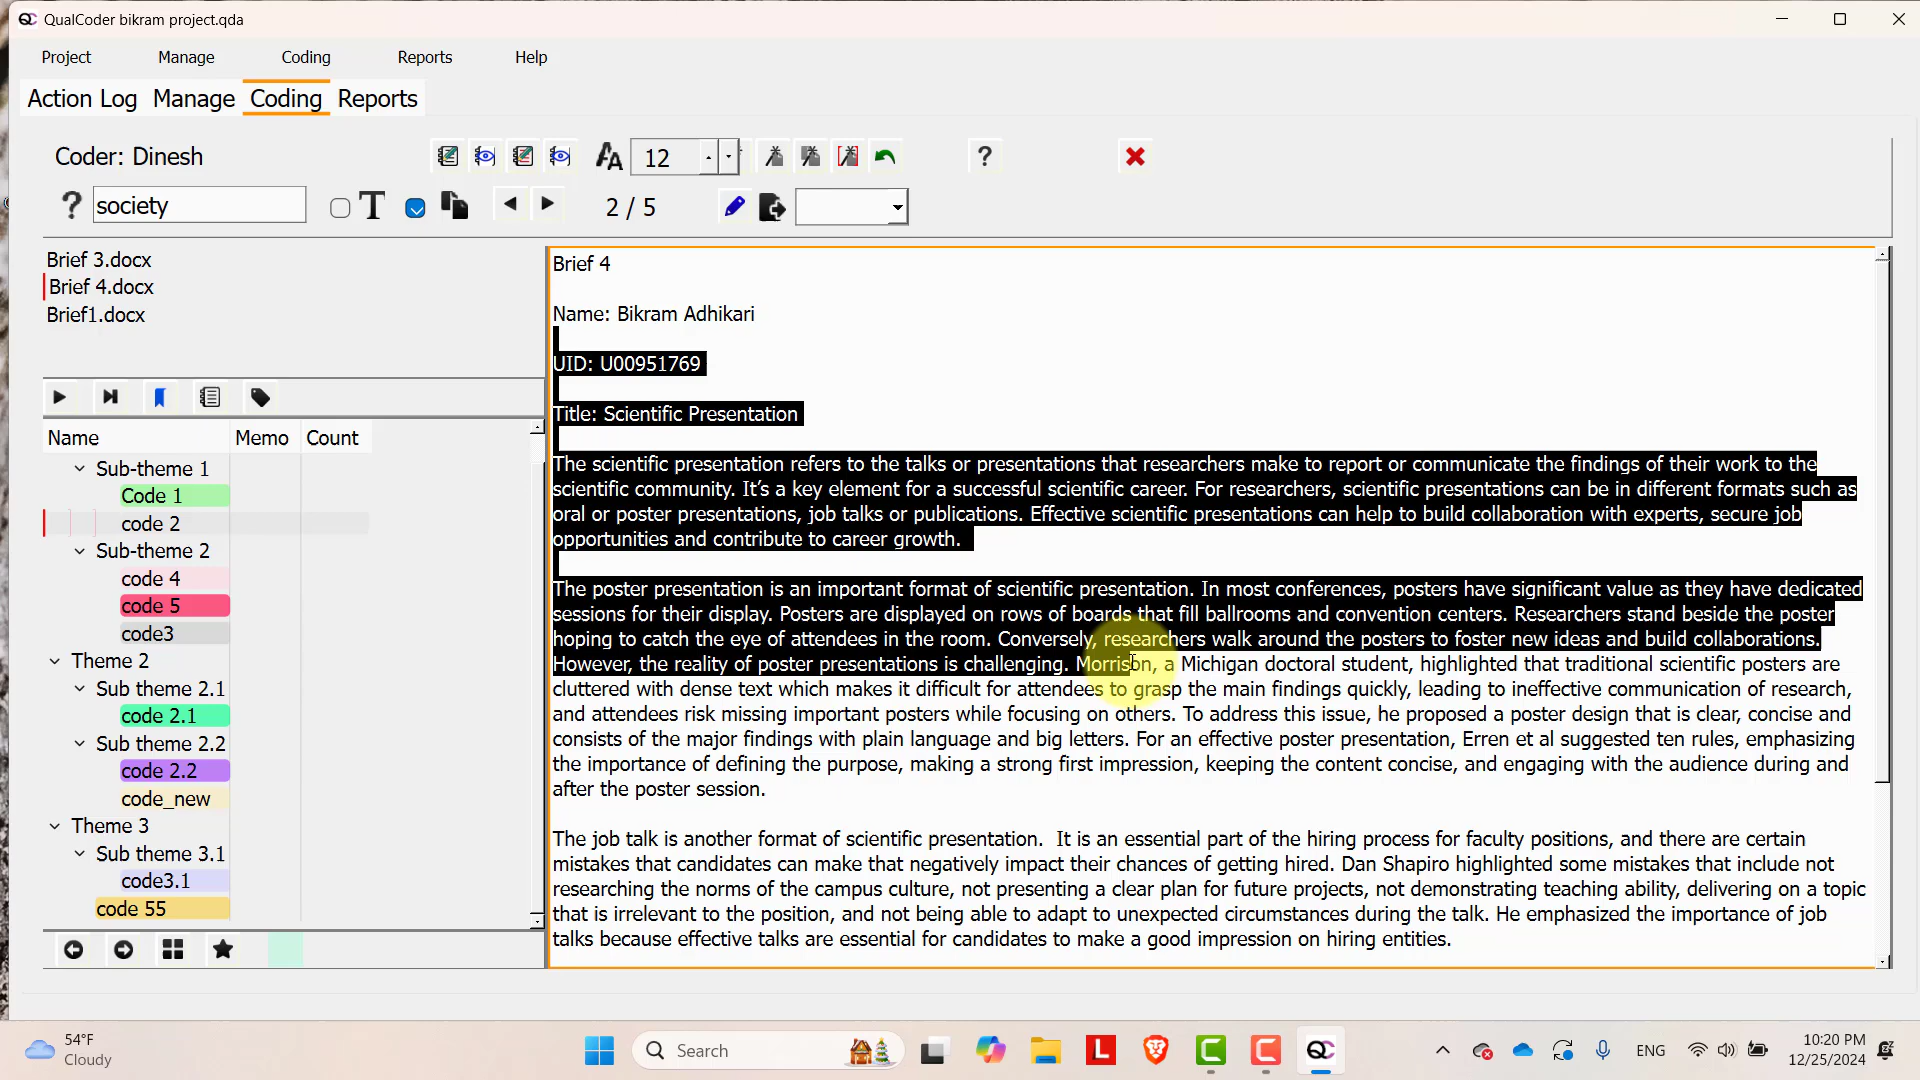 QualCoder bikram project.qda
Project Manage Coding Reports Help
Action Log Manage Coding Reports
Coder: Dinesh 12 ?
? society T 2 / 5
Brief 3.docx
Brief 4.docx
Brief1.docx
Name Memo Count
Sub-theme 1
Code 1
code 2
Sub-theme 2
code 4
code 5
code3
Theme 2
Sub theme 2.1
code 2.1
Sub theme 2.2
code 2.2
code_new
Theme 3
Sub theme 3.1
code3.1
code 55
Brief 4
Name: Bikram Adhikari
UID: U00951769
Title: Scientific Presentation
The scientific presentation refers to the talks or presentations that researchers make to report or communicate the findings of their work to the
scientific community. It’s a key element for a successful scientific career. For researchers, scientific presentations can be in different formats such as
oral or poster presentations, job talks or publications. Effective scientific presentations can help to build collaboration with experts, secure job
opportunities and contribute to career growth.
The poster presentation is an important format of scientific presentation. In most conferences, posters have significant value as they have dedicated
sessions for their display. Posters are displayed on rows of boards that fill ballrooms and convention centers. Researchers stand beside the poster
hoping to catch the eye of attendees in the room. Conversely, researchers walk around the posters to foster new ideas and build collaborations.
However, the reality of poster presentations is challenging. Morrison, a Michigan doctoral student, highlighted that traditional scientific posters are
cluttered with dense text which makes it difficult for attendees to grasp the main findings quickly, leading to ineffective communication of research,
and attendees risk missing important posters while focusing on others. To address this issue, he proposed a poster design that is clear, concise and
consists of the major findings with plain language and big letters. For an effective poster presentation, Erren et al suggested ten rules, emphasizing
the importance of defining the purpose, making a strong first impression, keeping the content concise, and engaging with the audience during and
after the poster session.
The job talk is another format of scientific presentation.  It is an essential part of the hiring process for faculty positions, and there are certain
mistakes that candidates can make that negatively impact their chances of getting hired. Dan Shapiro highlighted some mistakes that include not
researching the norms of the campus culture, not presenting a clear plan for future projects, not demonstrating teaching ability, delivering on a topic
that is irrelevant to the position, and not being able to adapt to unexpected circumstances during the talk. He emphasized the importance of job
talks because effective talks are essential for candidates to make a good impression on hiring entities.
54°F
Cloudy
Search
ENG
10:20 PM
12/25/2024